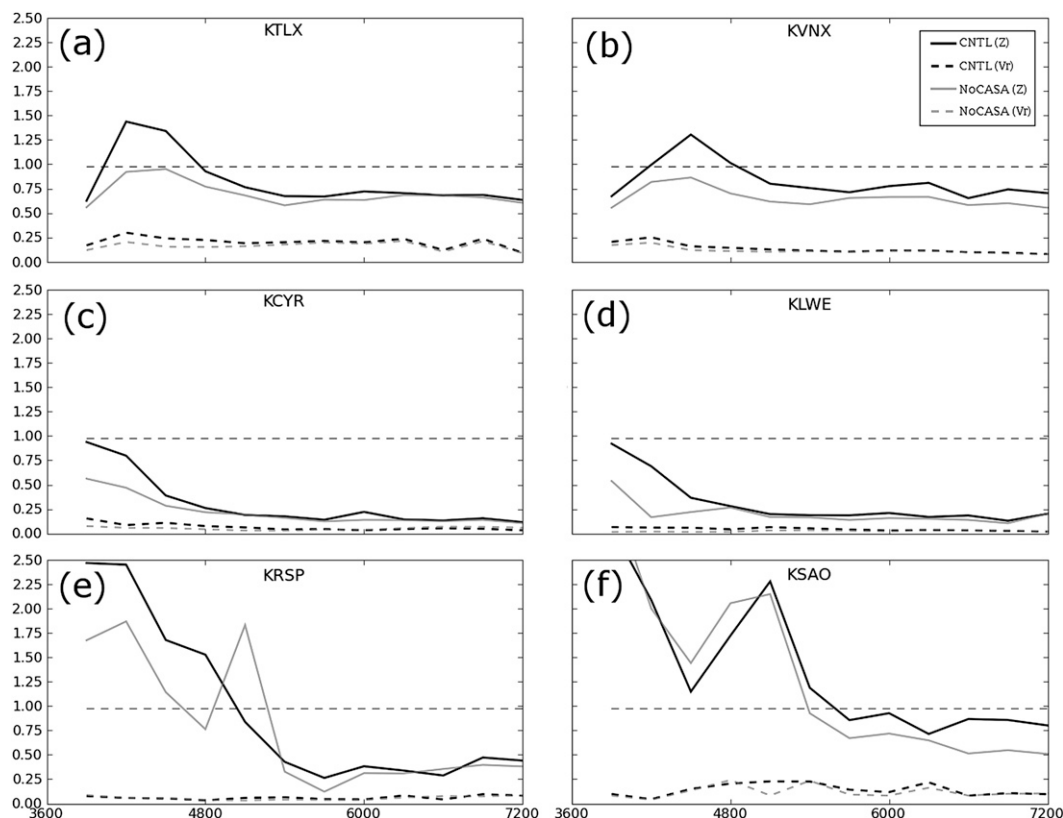 (a) KTLX
2.50
2.25
2.00
1.75
1.50
1.25
1.00
0.75
0.50
0.25
0.00
(b) KVNX
CNTL (Z)
CNTL (Vr)
NoCASA (Z)
NoCASA (Vr)
(c) KCYR
2.50
2.25
2.00
1.75
1.50
1.25
1.00
0.75
0.50
0.25
0.00
(d) KLWE
(e) KRSP
2.50
2.25
2.00
1.75
1.50
1.25
1.00
0.75
0.50
0.25
0.00
3600 4800 6000 7200
(f) KSAO
3600 4800 6000 7200